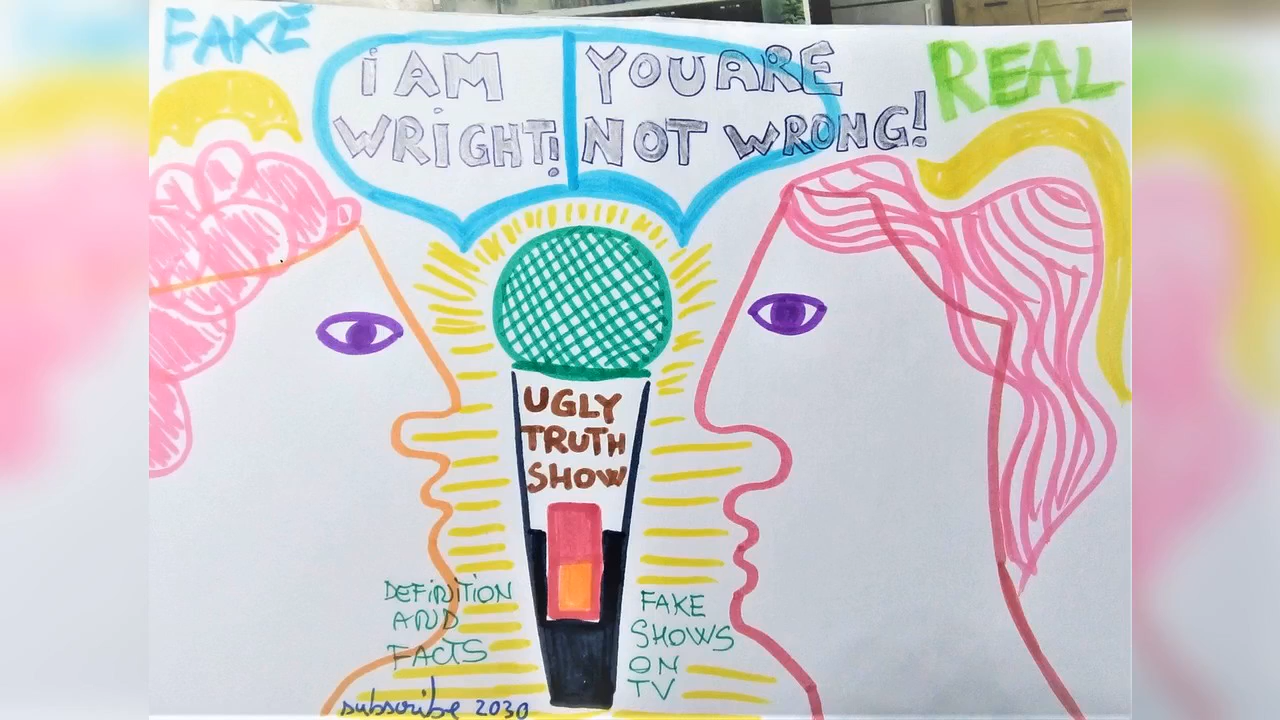 FAKE
REAL
i AM
WRiGHT!
YOU ARE
NOT WRONG!
UGLY
TRUTH
SHOW
DEFiNiTiON
AND
FACTS
FAKE
SHOWS
ON
TV
subscribe 2030